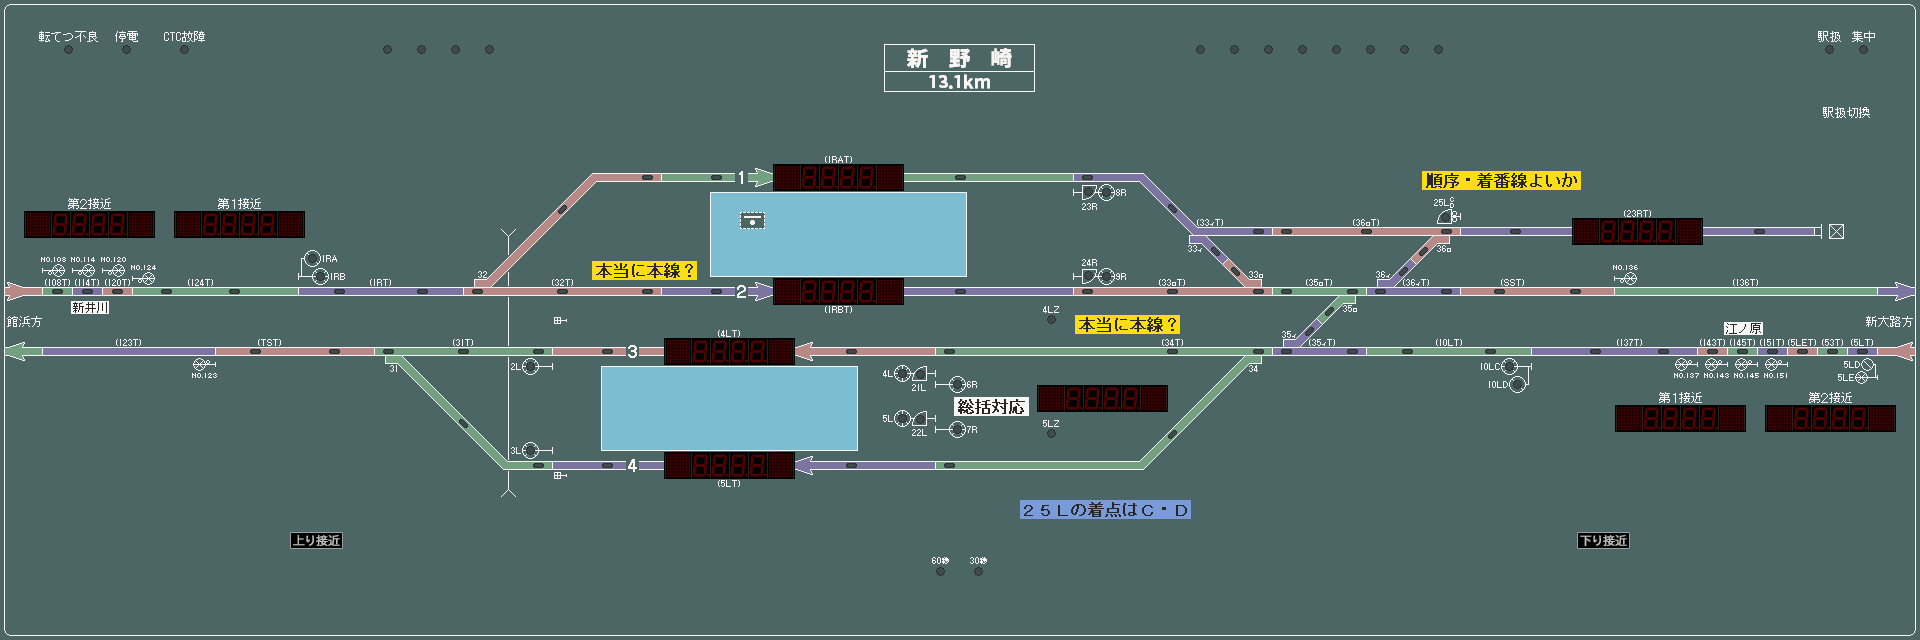 転てつ不良 停電 CTC故障
新野崎
13.1km
駅扱 集中
駅扱切換
(1RAT)
1
順序・着番線よいか
8R
23R
25L
C
D
第2接近 第1接近
(23RT)
(33イT) (36ロT)
33イ
36ロ
1RA
1RB
NO.108 NO.114 NO.120 NO.124
本当に本線?
24R
9R
32
33ロ
36イ
NO.136
(108T) (114T) (120T) (124T) (1RT) (32T)
2
(33ロT) (35ロT) (36イT) (SST) (136T)
新井川
(1RBT)
4LZ
35ロ
館浜方
新大路方
本当に本線?
江ノ原
(4LT)
35イ
(123T) (TST) (31T)
3
(34T) (35イT) (10LT) (137T) (143T) (145T) (151T) (5LET) (53T) (5LT)
NO.123
31
2L
4L
21L
6R
34
10LC
10LD
NO.137 NO.143 NO.145 NO.151
5LD
5LE
総括対応
第1接近 第2接近
5L
22L
7R
5LZ
3L
4
(5LT)
25Lの着点はC・D
上り接近
下り接近
60秒 30秒